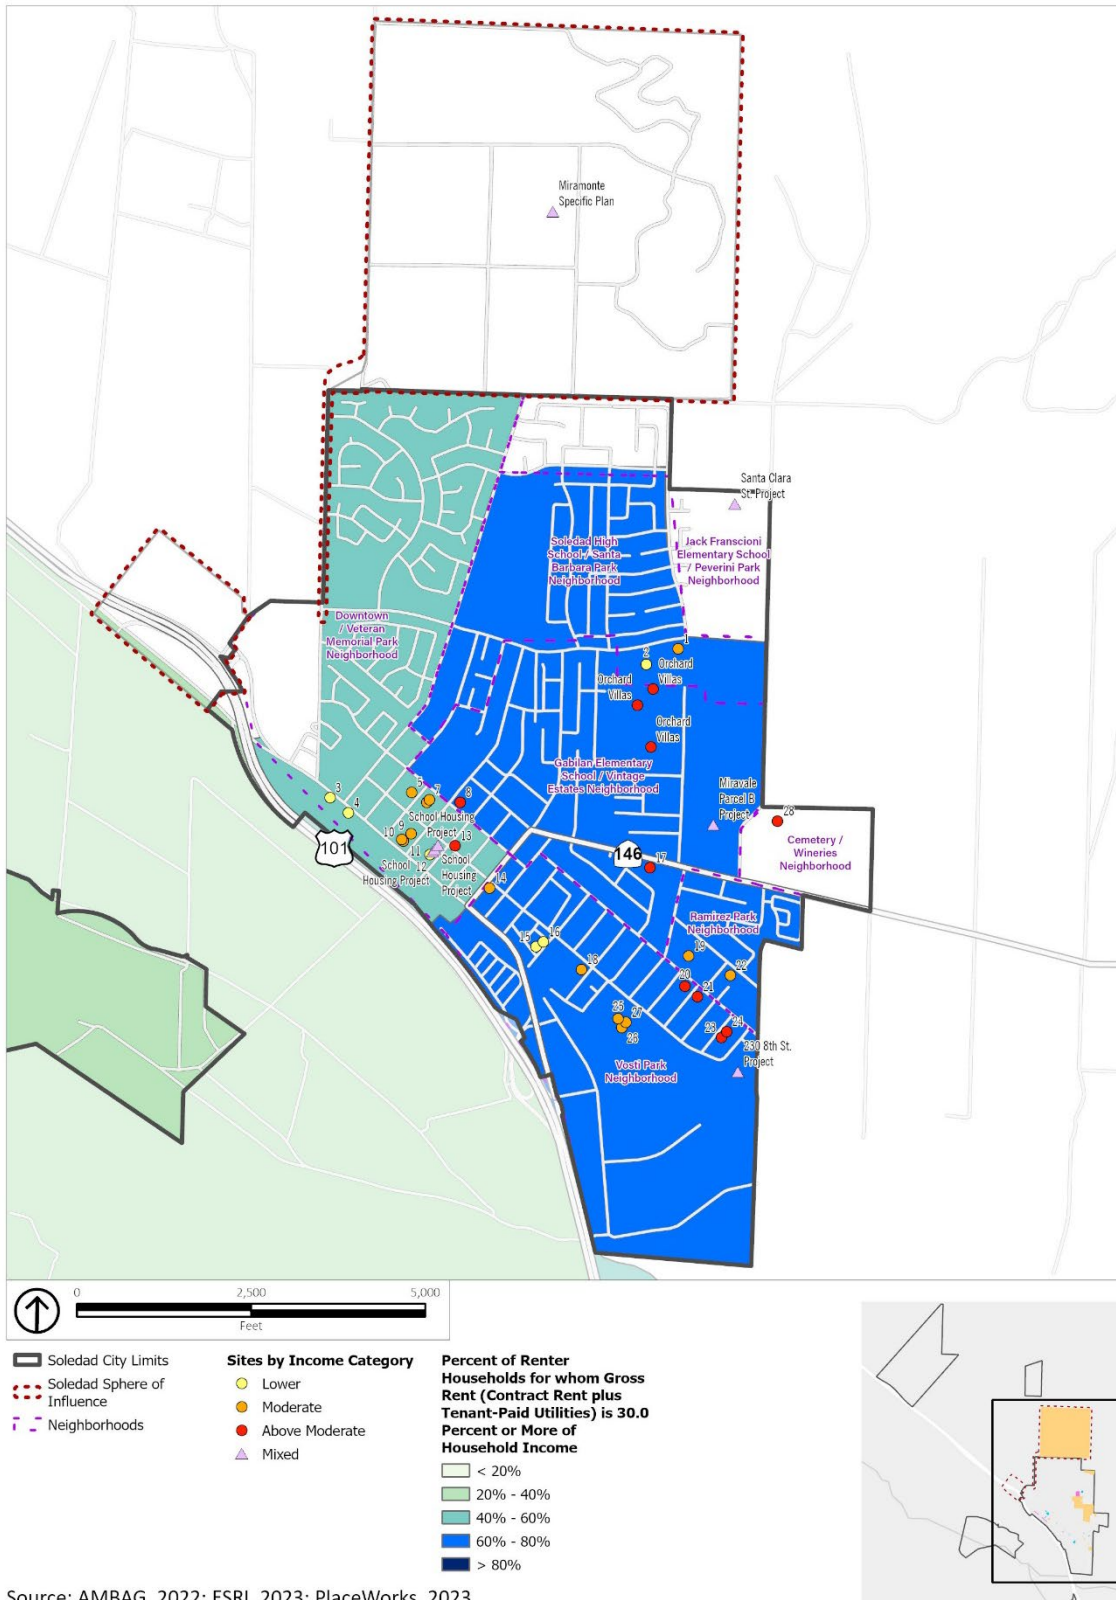 Miramonte
Specific Plan
Santa Clara
St. Project
Soledad High
School / Santa
Barbara Park
Neighborhood
Jack Franscioni
Elementary School
/ Peverini Park
Neighborhood
Downtown
/ Veteran
Memorial Park
Neighborhood
1
2
Orchard
Villas
Orchard
Villas
Orchard
Villas
Gabilan Elementary
School / Vintage
Estates Neighborhood
Miravale
Parcel B
Project
3
4
5
7
8
School Housing
Project
9
10
11
12
13
School
Housing Project
School
Housing
Project
101
146
28
Cemetery /
Wineries
Neighborhood
14
17
Ramirez Park
Neighborhood
15
16
18
19
20
21
22
23
24
25
26
27
230 8th St.
Project
Vosti Park
Neighborhood
0
2,500
5,000
Feet
Soledad City Limits
Soledad Sphere of
Influence
Neighborhoods
Sites by Income Category
Lower
Moderate
Above Moderate
Mixed
Percent of Renter
Households for whom Gross
Rent (Contract Rent plus
Tenant-Paid Utilities) is 30.0
Percent or More of
Household Income
< 20%
20% - 40%
40% - 60%
60% - 80%
> 80%
Source: AMBAG, 2022; ESRI, 2023; PlaceWorks, 2023